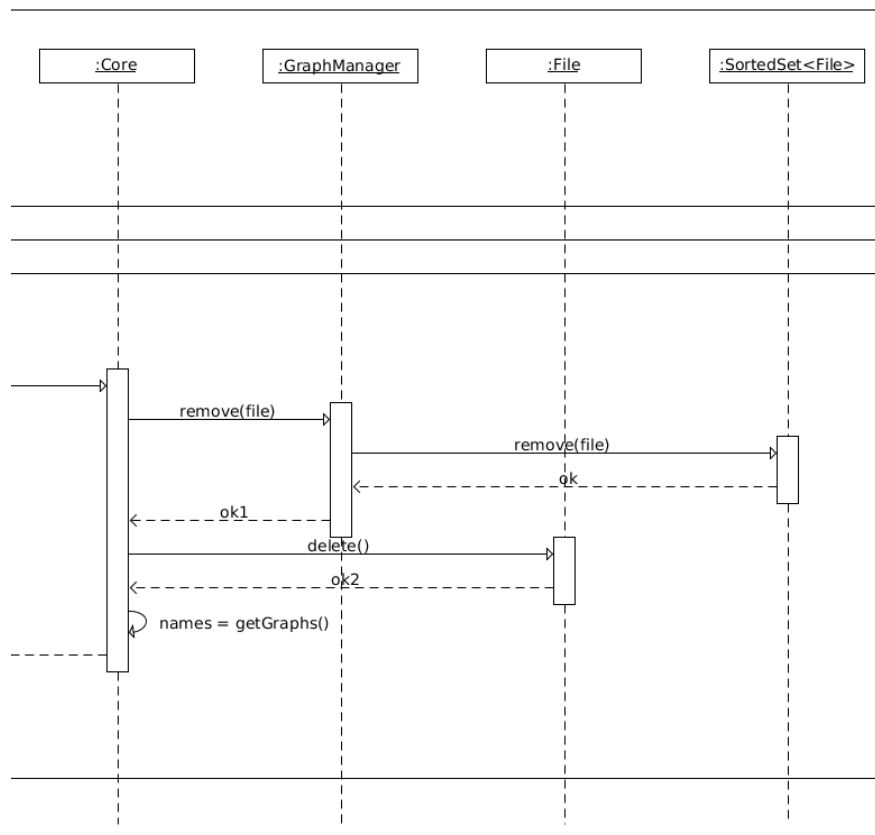 :Core
:GraphManager
:File
:SortedSet<File>
remove(file)
remove(file)
ok
ok1
delete()
ok2
names = getGraphs()